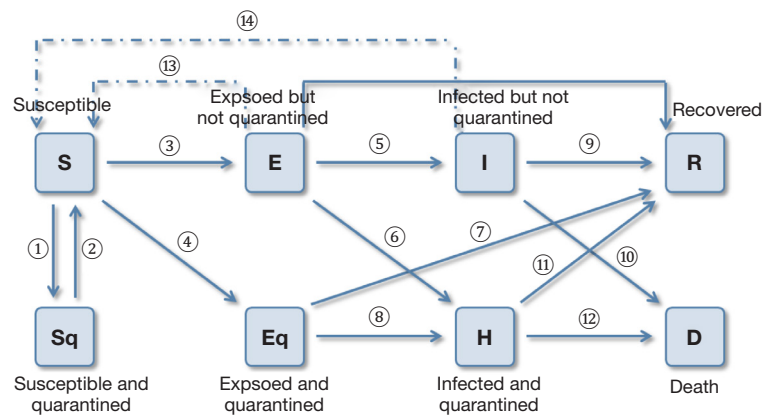 ⑭
⑬
Susceptible
Expsoed but
not quarantined
Infected but not
quarantined
Recovered
S
③
E
⑤
I
⑨
R
①
②
④
⑥
⑦
⑪
⑩
Sq
Eq
⑧
H
⑫
D
Susceptible and
quarantined
Expsoed and
quarantined
Infected and
quarantined
Death